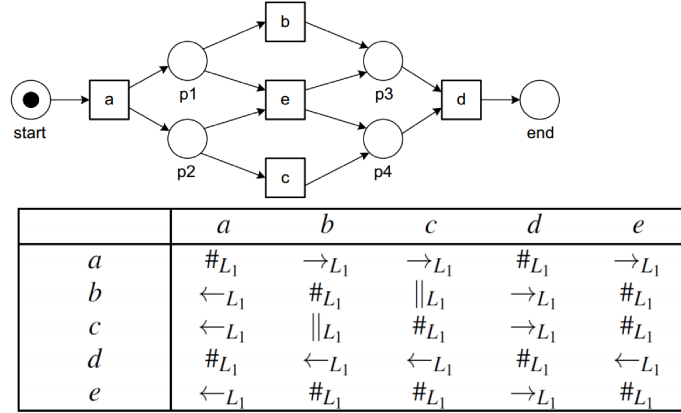 b
a
p1
e
p3
d
start
end
p2
c
p4
a b c d e
a #L1 →L1 →L1 #L1 →L1
b ←L1 #L1 ||L1 →L1 #L1
c ←L1 ||L1 #L1 →L1 #L1
d #L1 ←L1 ←L1 #L1 ←L1
e ←L1 #L1 #L1 →L1 #L1